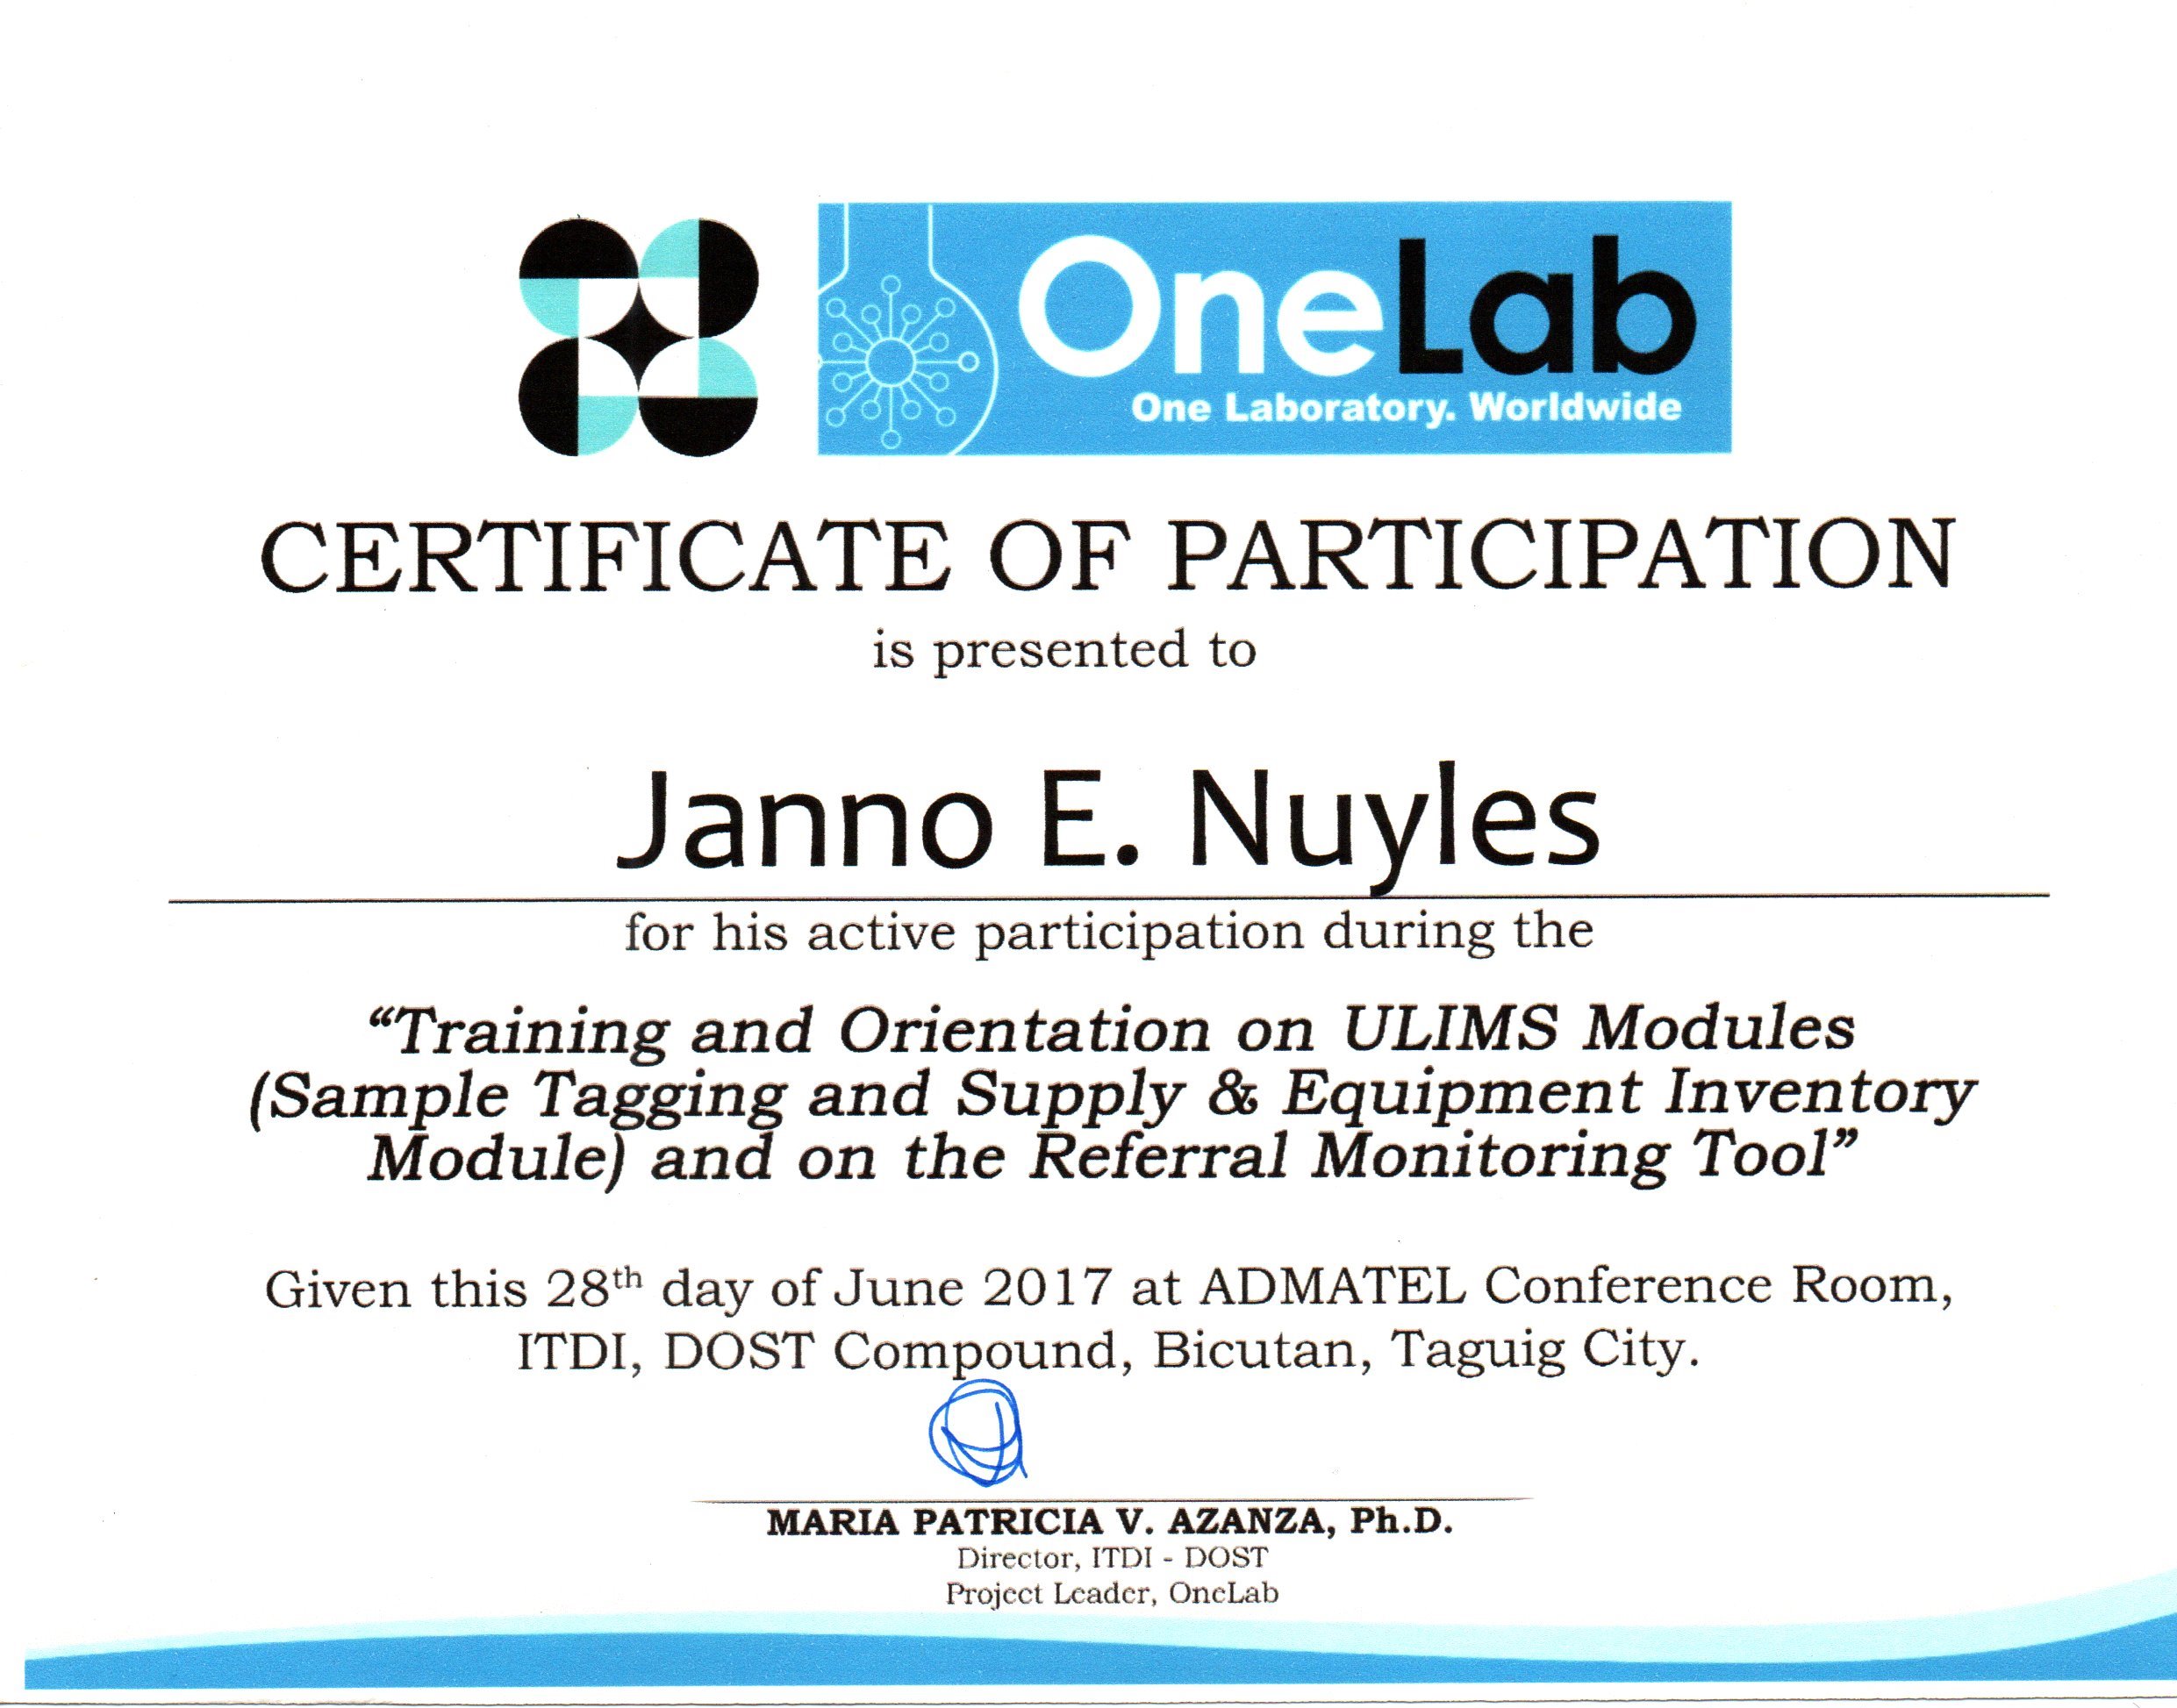 OneLab
One Laboratory. Worldwide
CERTIFICATE OF PARTICIPATION
is presented to
Janno E. Nuyles
for his active participation during the
“Training and Orientation on ULIMS Modules
(Sample Tagging and Supply & Equipment Inventory
Module) and on the Referral Monitoring Tool”
Given this 28th day of June 2017 at ADMATEL Conference Room,
ITDI, DOST Compound, Bicutan, Taguig City.
MARIA PATRICIA V. AZANZA, Ph.D.
Director, ITDI - DOST
Project Leader, OneLab